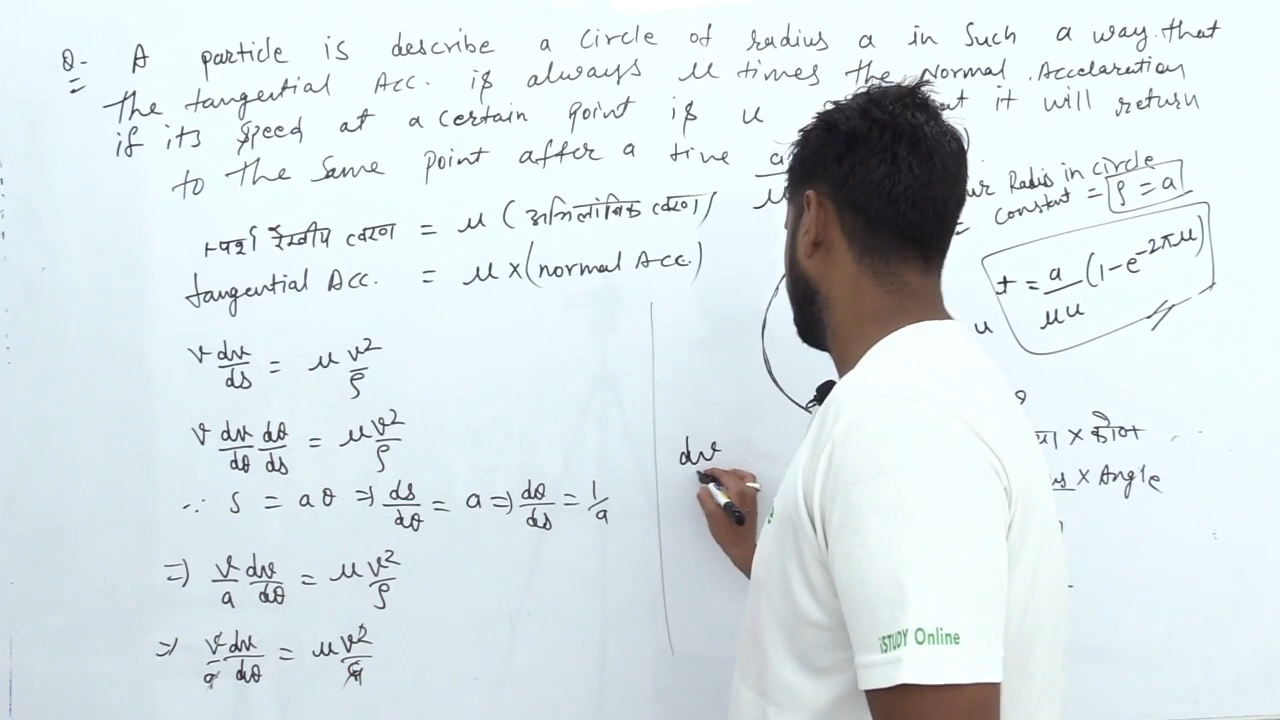 Q- A particle is describe a circle of radius a in Such a way that
the tangential Acc. is always μ times the Normal Accelaration
if its speed at a certain point is u at it will return
to the same point after a time a
μ
ur Radis in circle
= constant = ρ = a
स्पर्श रेखीय त्वरण = μ (अभिलांबिक त्वरण)
tangential Acc. = μ x (normal Acc.)
t = a/μu (1-e^-2πμ)
u
v dv/ds = μ v²/ρ
v dv/dθ dθ/ds = μ v²/ρ
∵ S = aθ ⇒ ds/dθ = a ⇒ dθ/ds = 1/a
⇒ v/a dv/dθ = μ v²/ρ
⇒ v/a dv/dθ = μ v²/a
dv
x कोण
x Angle
iSTUDY Online